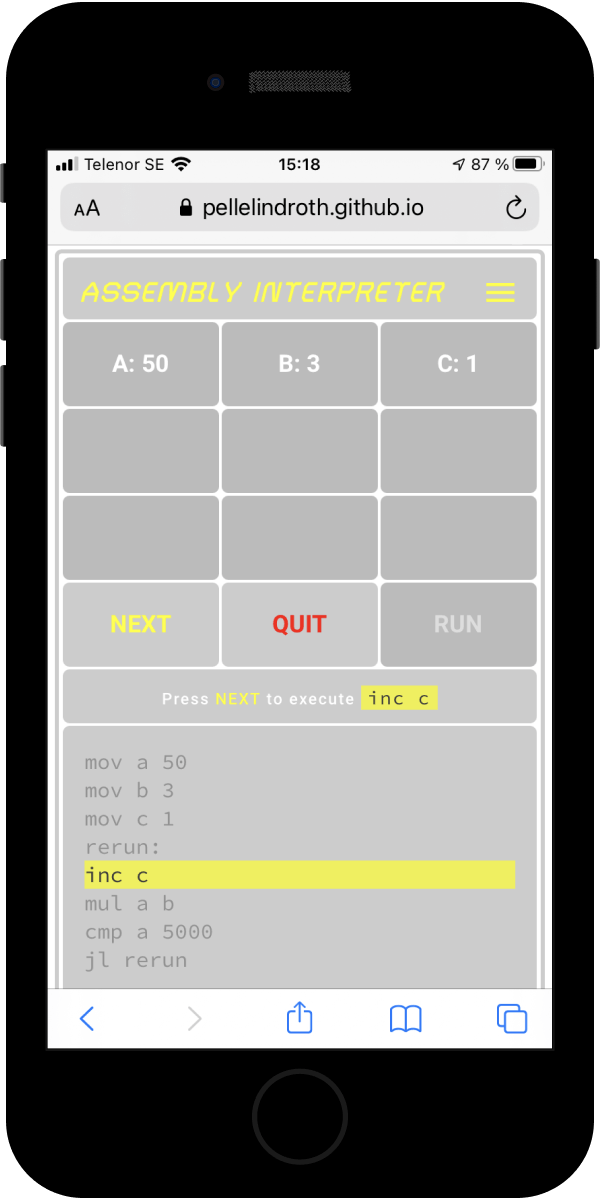 Telenor SE 15:18 87 %
AA pellelindroth.github.io
ASSEMBLY INTERPRETER
A: 50 B: 3 C: 1
NEXT QUIT RUN
Press NEXT to execute inc c
mov a 50
mov b 3
mov c 1
rerun:
inc c
mul a b
cmp a 5000
jl rerun